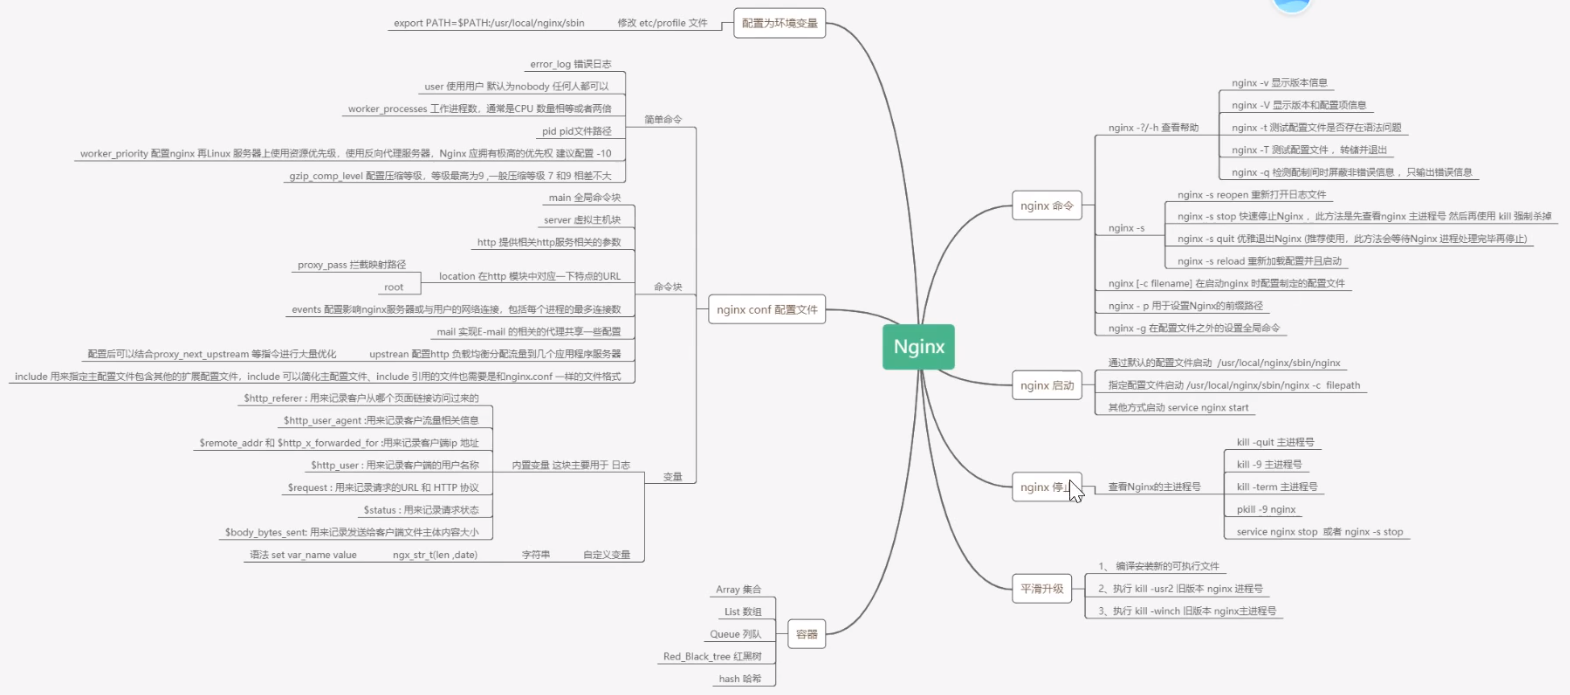 Nginx
配置为环境变量
修改 etc/profile 文件
export PATH=$PATH:/usr/local/nginx/sbin
nginx conf 配置文件
简单命令
error_log 错误日志
user 使用用户 默认为nobody 任何人都可以
worker_processes 工作进程数，通常是CPU 数量相等或者两倍
pid pid文件路径
worker_priority 配置nginx 再Linux 服务器上使用资源优先级，使用反向代理服务器，Nginx 应拥有极高的优先权 建议配置 -10
gzip_comp_level 配置压缩等级，等级最高为9 ,一般压缩等级 7 和9 相差不大
命令块
main 全局命令块
server 虚拟主机块
http 提供相关http服务相关的参数
location 在http 模块中对应一下特点的URL
proxy_pass 拦截映射路径
root
events 配置影响nginx服务器或与用户的网络连接，包括每个进程的最多连接数
mail 实现E-mail 的相关的代理共享一些配置
upstrean 配置http 负载均衡分配流量到几个应用程序服务器
配置后可以结合proxy_next_upstream 等指令进行大量优化
include 用来指定主配置文件包含其他的扩展配置文件，include 可以简化主配置文件、include 引用的文件也需要是和nginx.conf 一样的文件格式
变量
内置变量 这块主要用于 日志
$http_referer : 用来记录客户从哪个页面链接访问过来的
$http_user_agent :用来记录客户流量相关信息
$remote_addr 和 $http_x_forwarded_for :用来记录客户端ip 地址
$http_user : 用来记录客户端的用户名称
$request : 用来记录请求的URL 和 HTTP 协议
$status : 用来记录请求状态
$body_bytes_sent: 用来记录发送给客户端文件主体内容大小
自定义变量
字符串
ngx_str_t(len ,date)
语法 set var_name value
容器
Array 集合
List 数组
Queue 列队
Red_Black_tree 红黑树
hash 哈希
nginx 命令
nginx -?/-h 查看帮助
nginx -v 显示版本信息
nginx -V 显示版本和配置项信息
nginx -t 测试配置文件是否存在语法问题
nginx -T 测试配置文件 ，转储并退出
nginx -q 检测配制间时屏蔽非错误信息 ，只输出错误信息
nginx -s
nginx -s reopen 重新打开日志文件
nginx -s stop 快速停止Nginx ，此方法是先查看nginx 主进程号 然后再使用 kill 强制杀掉
nginx -s quit 优雅退出Nginx (推荐使用，此方法会等待Nginx 进程处理完毕再停止)
nginx -s reload 重新加载配置并且启动
nginx [-c filename] 在启动nginx 时配置制定的配置文件
nginx - p 用于设置Nginx的前缀路径
nginx -g 在配置文件之外的设置全局命令
nginx 启动
通过默认的配置文件启动 /usr/local/nginx/sbin/nginx
指定配置文件启动 /usr/local/nginx/sbin/nginx -c filepath
其他方式启动 service nginx start
nginx 停止
查看Nginx的主进程号
kill -quit 主进程号
kill -9 主进程号
kill -term 主进程号
pkill -9 nginx
service nginx stop 或者 nginx -s stop
平滑升级
1、 编译安装新的可执行文件
2、执行 kill -usr2 旧版本 nginx 进程号
3、执行 kill -winch 旧版本 nginx主进程号